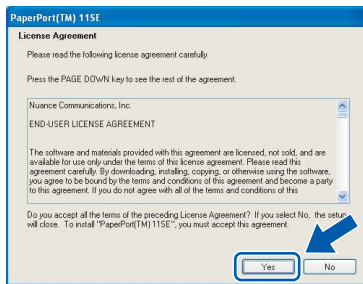 PaperPort(TM) 11SE
License Agreement
Please read the following license agreement carefully.
Press the PAGE DOWN key to see the rest of the agreement.
Nuance Communications, Inc.
END-USER LICENSE AGREEMENT
The software and materials provided with this agreement are licensed, not sold, and are
available for use only under the terms of this license agreement. Please read this
agreement carefully. By downloading, installing, copying, or otherwise using the software,
you agree to be bound by the terms and conditions of this agreement and become a party
to this agreement. If you do not agree with all of the terms and conditions of this
Do you accept all the terms of the preceding License Agreement? If you select No, the setup
will close. To install "PaperPort(TM) 11SE", you must accept this agreement.
Yes
No